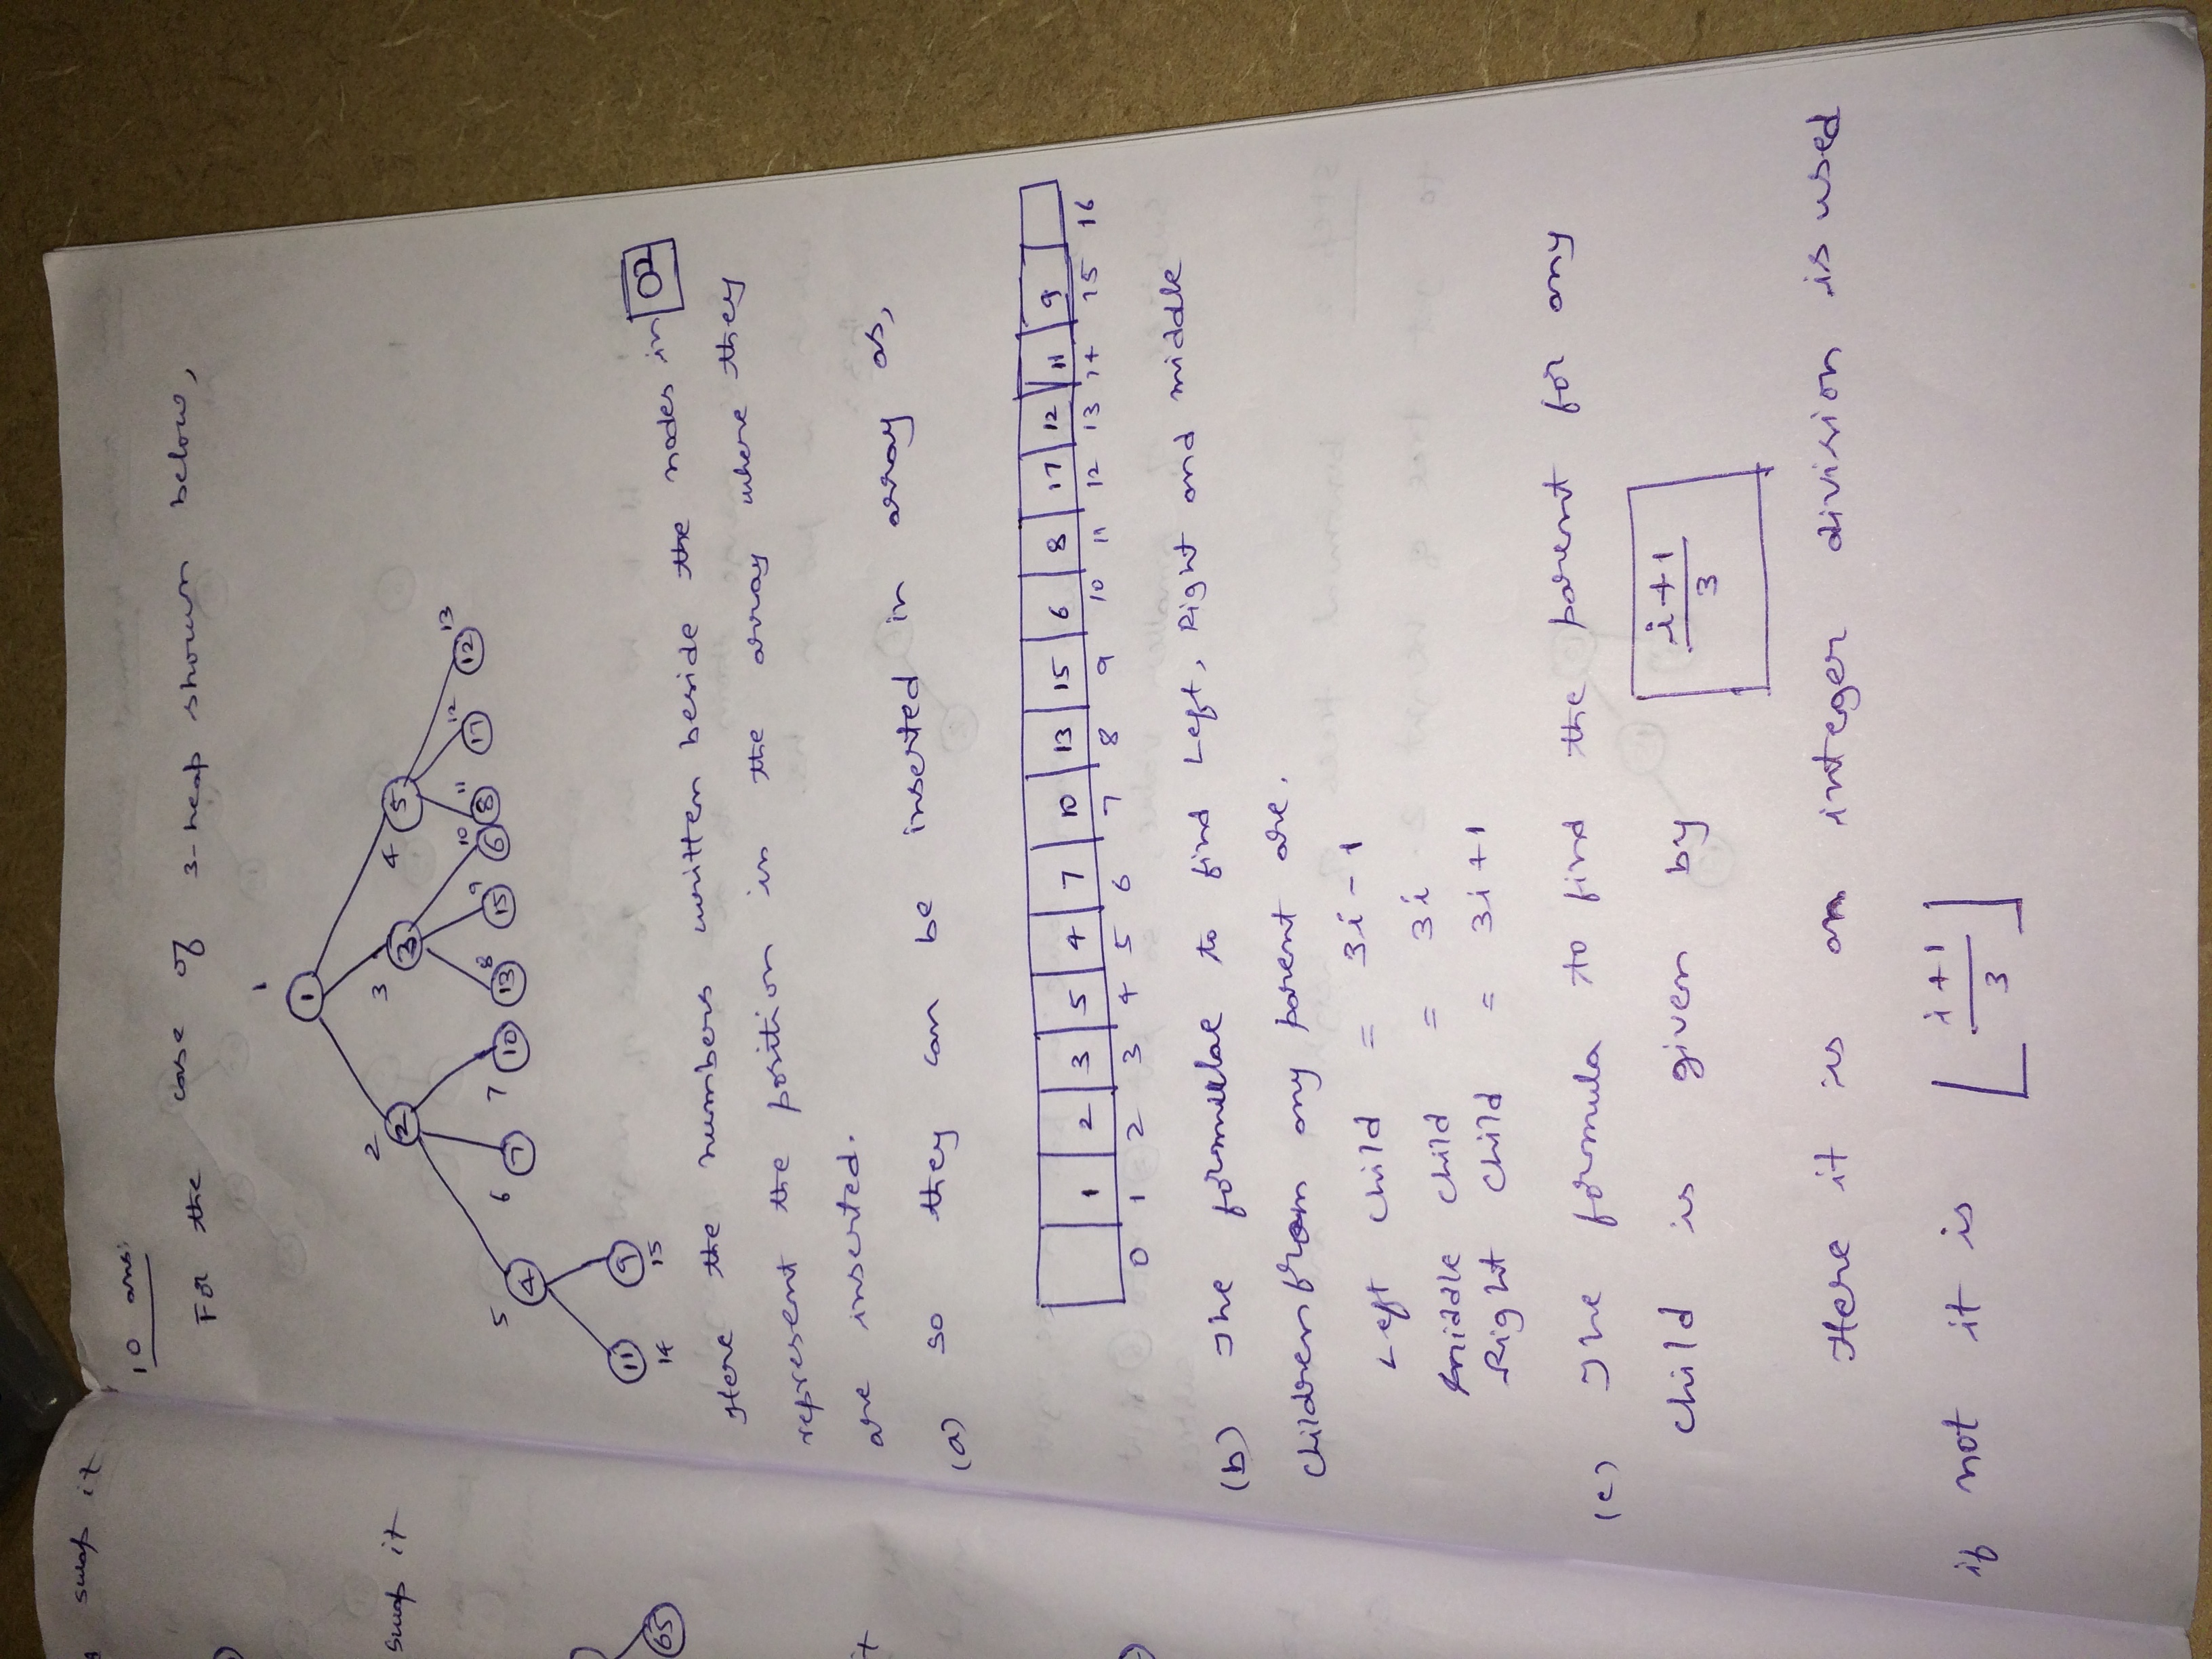 swap it
swap it
65
10 ans:
For the case of 3-heap shown below,
1
1
2 3 4
2 3 5
5 6 7 8 9 10 11 12 13
4 7 10 13 15 6 8 17 12
11 9
14 15
Here the numbers written beside the nodes in 02
represent the position in the array where they
are inserted.
(a) so they can be inserted in array as,
1 2 3 5 4 7 10 13 15 6 8 17 12 11 9
0 1 2 3 4 5 6 7 8 9 10 11 12 13 14 15 16
(b) The formulae to find Left, Right and middle
children from any parent are.
Left child = 3i - 1
middle child = 3i
Right child = 3i + 1
(c) The formula to find the parent for any
child is given by i+1/3
Here it is an integer division is used
if not it is ⌊i+1/3⌋